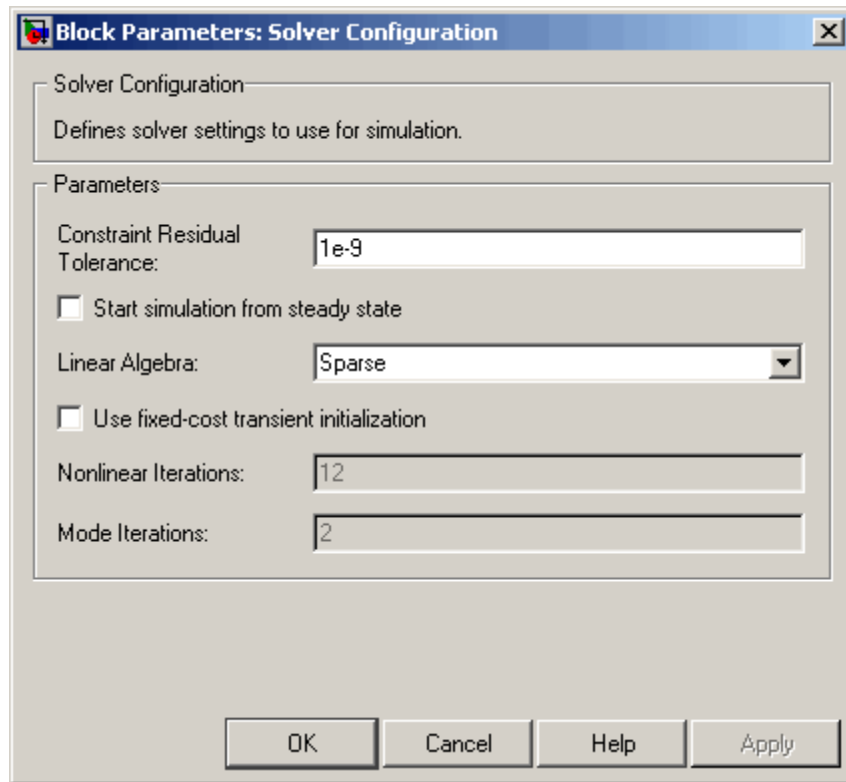 Block Parameters: Solver Configuration
Solver Configuration
Defines solver settings to use for simulation.
Parameters
Constraint Residual
Tolerance:
1e-9
Start simulation from steady state
Linear Algebra:
Sparse
Use fixed-cost transient initialization
Nonlinear Iterations:
12
Mode Iterations:
2
OK
Cancel
Help
Apply